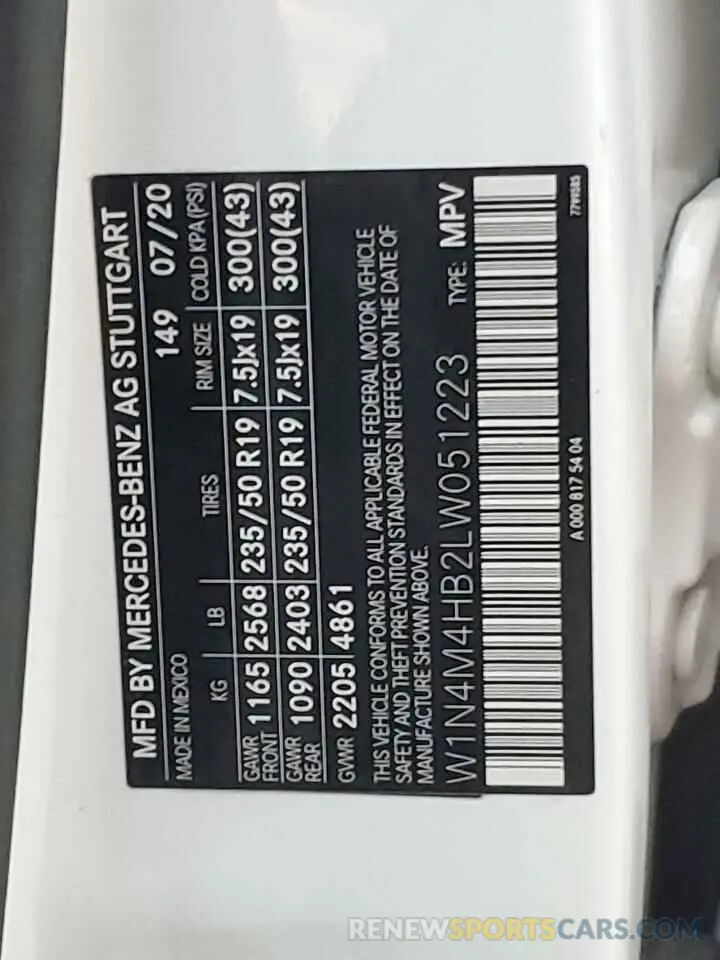 MFD BY MERCEDES-BENZ AG STUTTGART
MADE IN MEXICO 149 07/20
KG LB TIRES RIM SIZE COLD KPA (PSI)
GAWR FRONT 1165 2568 235/50 R19 7.5Jx19 300(43)
GAWR REAR 1090 2403 235/50 R19 7.5Jx19 300(43)
GVWR 2205 4861
THIS VEHICLE CONFORMS TO ALL APPLICABLE FEDERAL MOTOR VEHICLE
SAFETY AND THEFT PREVENTION STANDARDS IN EFFECT ON THE DATE OF
MANUFACTURE SHOWN ABOVE.
W1N4M4HB2LW051223 TYPE: MPV
A 000 817 54 04 7799585
RENEWSPORTSCARS.COM